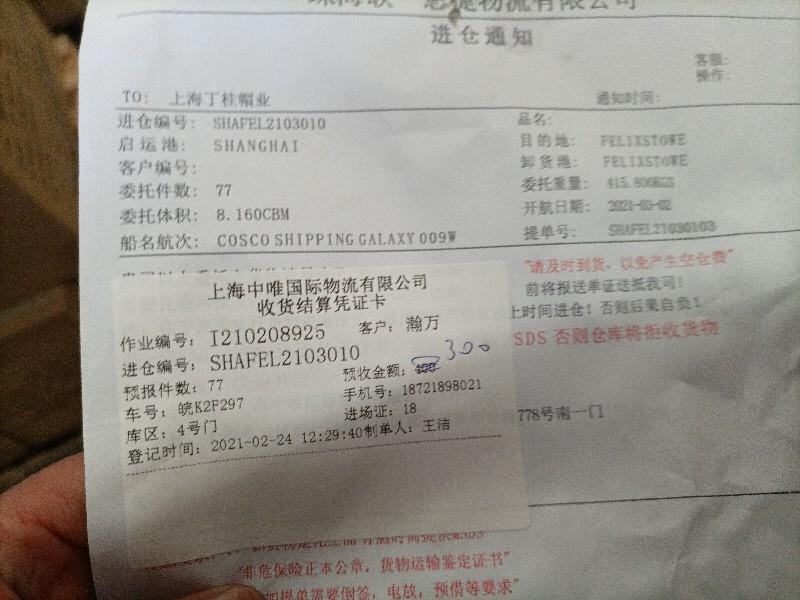 进仓通知
客服:
操作:
TO: 上海丁桂帽业
通知时间:
进仓编号: SHAFEL2103010
品名:
启运港: SHANGHAI
目的地: FELIXSTOWE
客户编号:
卸货港: FELIXSTOWE
委托件数: 77
委托重量: 415.800KGS
委托体积: 8.160CBM
开航日期: 2021-03-02
船名航次: COSCO SHIPPING GALAXY 009W
提单号: SHAFEL21030103
"请及时到货,以免产生空仓费"
前将报送单证送抵我司!
上时间进仓!否则后果自负!
SDS 否则仓库将拒收货物
778号南一门
上海中唯国际物流有限公司
收货结算凭证卡
作业编号: I210208925 客户: 瀚万
进仓编号: SHAFEL2103010
预报件数: 77 预收金额: 300
车号: 皖K2F297 手机号: 18721898021
库区: 4号门 进场证: 18
登记时间: 2021-02-24 12:29:40制单人: 王洁
"非危保险正本公章,货物运输鉴定证书"
如提单需要倒签,电放,预借等要求"